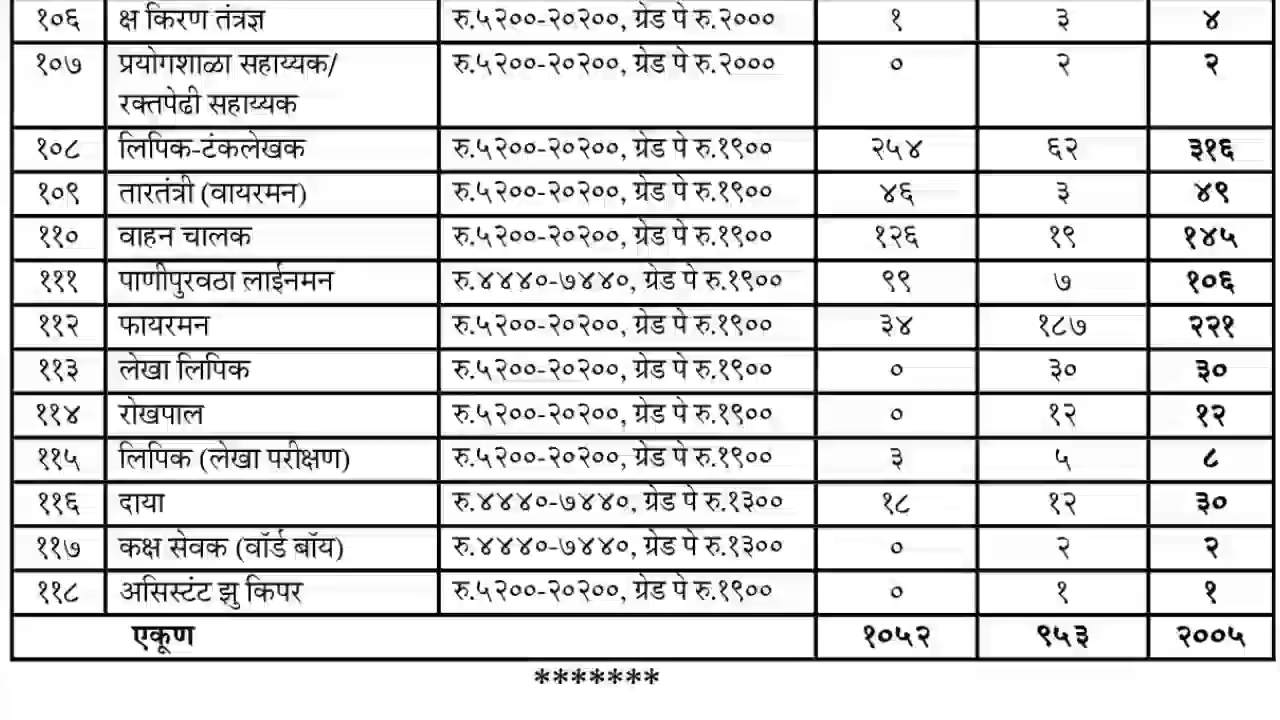 १०६ क्ष किरण तंत्रज्ञ रु.५२००-२०२००, ग्रेड पे रु.२००० १ ३ ४
१०७ प्रयोगशाळा सहाय्यक/ रु.५२००-२०२००, ग्रेड पे रु.२००० ० २ २
रक्तपेढी सहाय्यक
१०८ लिपिक-टंकलेखक रु.५२००-२०२००, ग्रेड पे रु.१९०० २५४ ६२ ३१६
१०९ तारतंत्री (वायरमन) रु.५२००-२०२००, ग्रेड पे रु.१९०० ४६ ३ ४९
११० वाहन चालक रु.५२००-२०२००, ग्रेड पे रु.१९०० १२६ १९ १४५
१११ पाणीपुरवठा लाईनमन रु.४४४०-७४४०, ग्रेड पे रु.१९०० ९९ ७ १०६
११२ फायरमन रु.५२००-२०२००, ग्रेड पे रु.१९०० ३४ १८७ २२१
११३ लेखा लिपिक रु.५२००-२०२००, ग्रेड पे रु.१९०० ० ३० ३०
११४ रोखपाल रु.५२००-२०२००, ग्रेड पे रु.१९०० ० १२ १२
११५ लिपिक (लेखा परीक्षण) रु.५२००-२०२००, ग्रेड पे रु.१९०० ३ ५ ८
११६ दाया रु.४४४०-७४४०, ग्रेड पे रु.१३०० १८ १२ ३०
११७ कक्ष सेवक (वॉर्ड बॉय) रु.४४४०-७४४०, ग्रेड पे रु.१३०० ० २ २
११८ असिस्टंट झु किपर रु.५२००-२०२००, ग्रेड पे रु.१९०० ० १ १
एकूण १०५२ ९५३ २००५
*******